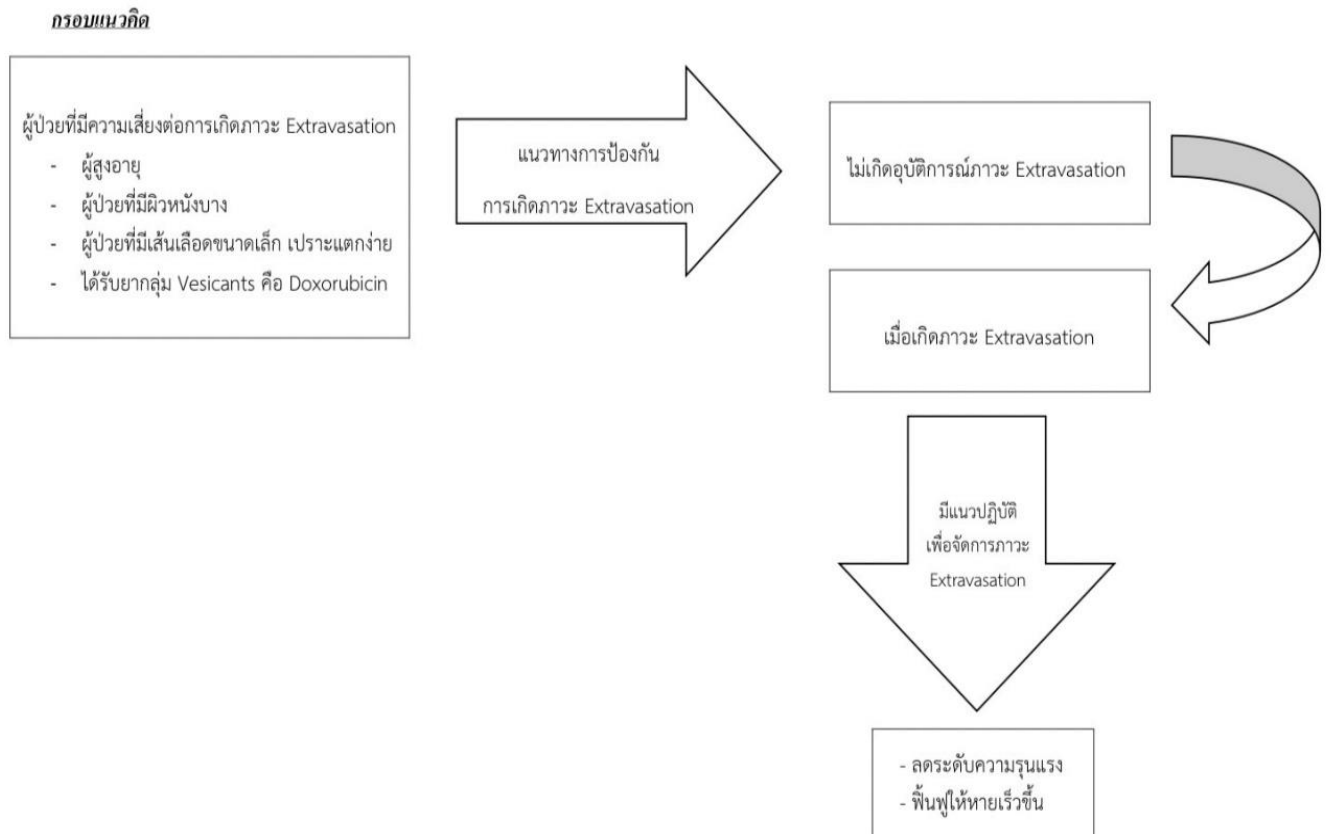 กรอบแนวคิด
ผู้ป่วยที่มีความเสี่ยงต่อการเกิดภาวะ Extravasation
- ผู้สูงอายุ
- ผู้ป่วยที่มีผิวหนังบาง
- ผู้ป่วยที่มีเส้นเลือดขนาดเล็ก เปราะแตกง่าย
- ได้รับยากลุ่ม Vesicants คือ Doxorubicin
แนวทางการป้องกัน
การเกิดภาวะ Extravasation
ไม่เกิดอุบัติการณ์ภาวะ Extravasation
เมื่อเกิดภาวะ Extravasation
มีแนวปฏิบัติ
เพื่อจัดการภาวะ
Extravasation
- ลดระดับความรุนแรง
- ฟื้นฟูให้หายเร็วขึ้น